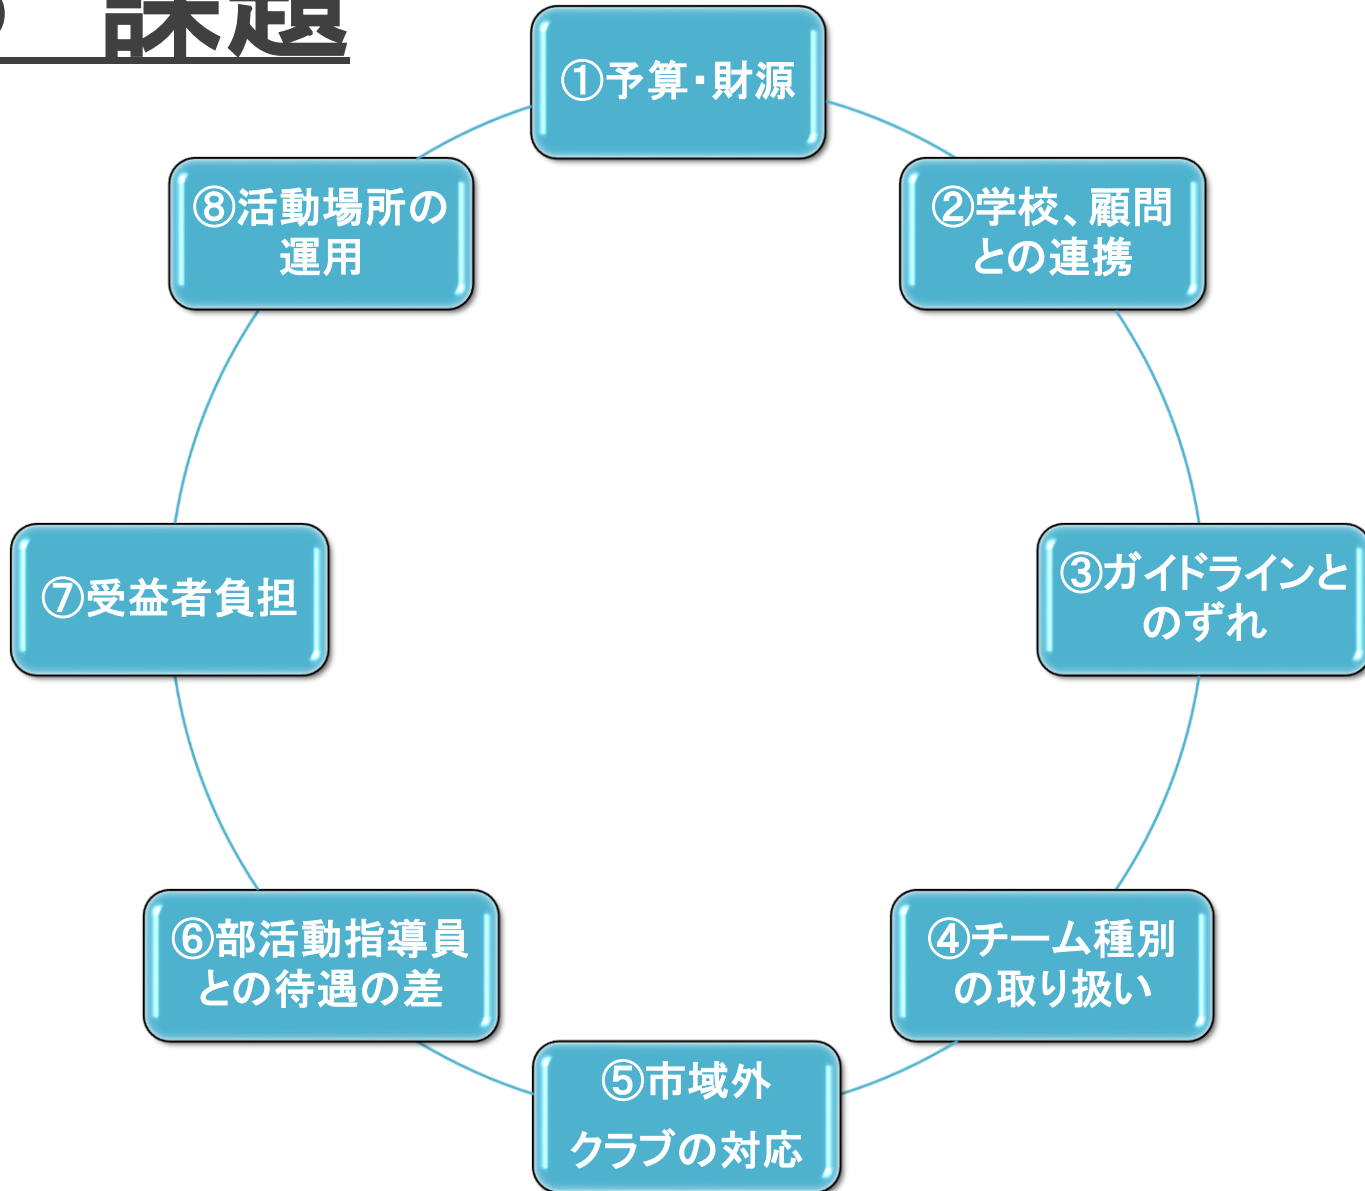 課題
①予算・財源
②学校、顧問
との連携
③ガイドラインと
のずれ
④チーム種別
の取り扱い
⑤市域外
クラブの対応
⑥部活動指導員
との待遇の差
⑦受益者負担
⑧活動場所の
運用